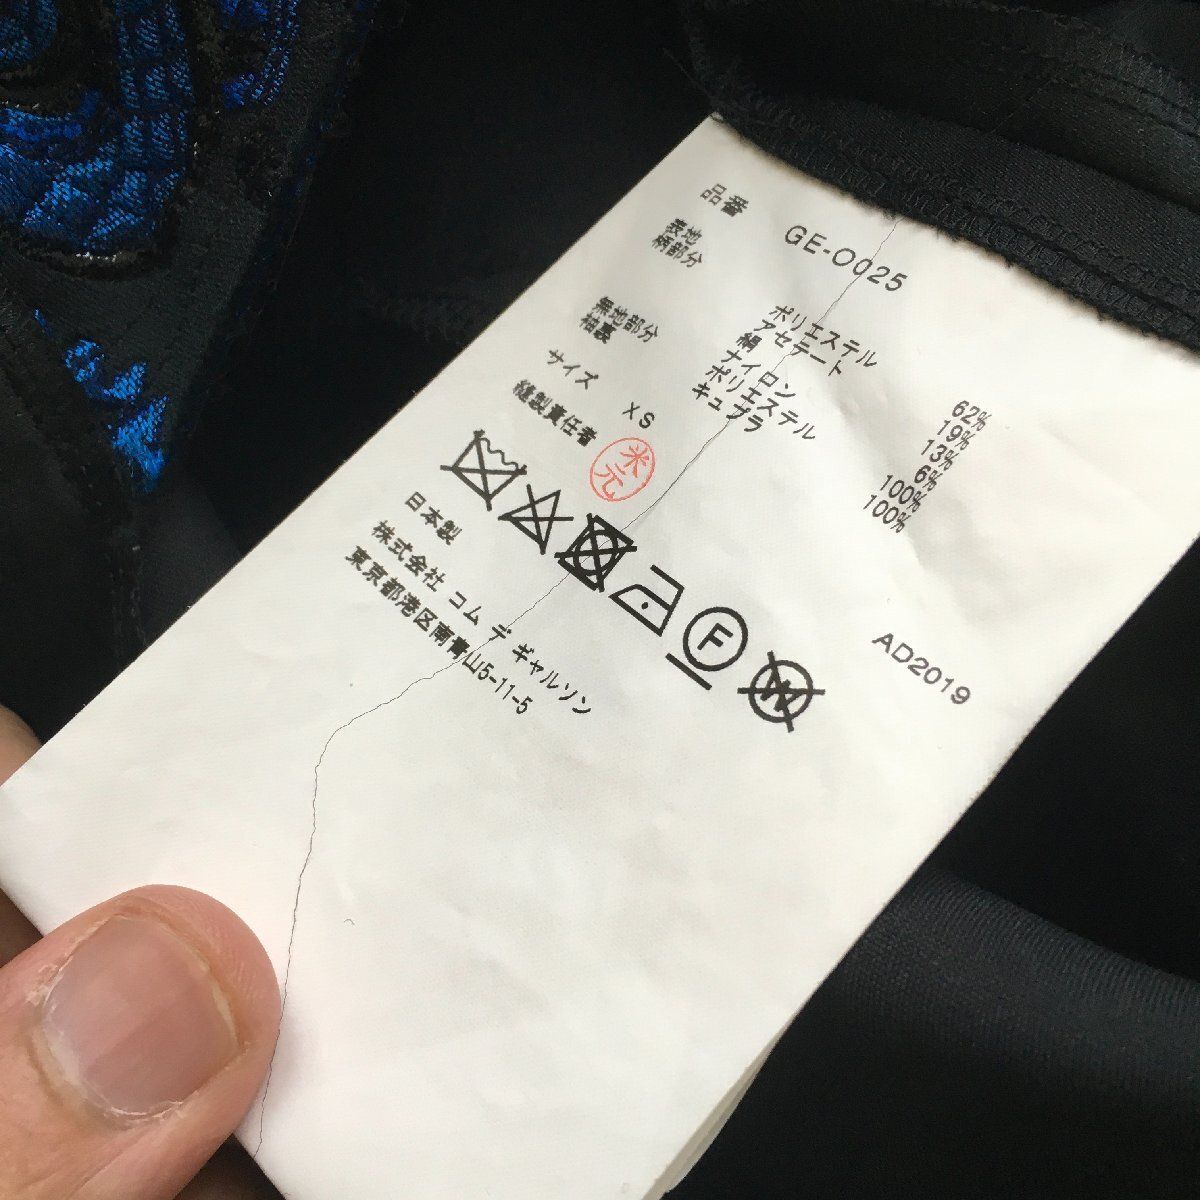 品番 GE-O025
表地
柄部分 ポリエステル 62%
アセテート 19%
絹 13%
ナイロン 6%
無地部分 ポリエステル 100%
袖裏 キュプラ 100%
サイズ XS
縫製責任者 米元
F W
日本製 AD2019
株式会社 コム デ ギャルソン
東京都港区南青山5-11-5